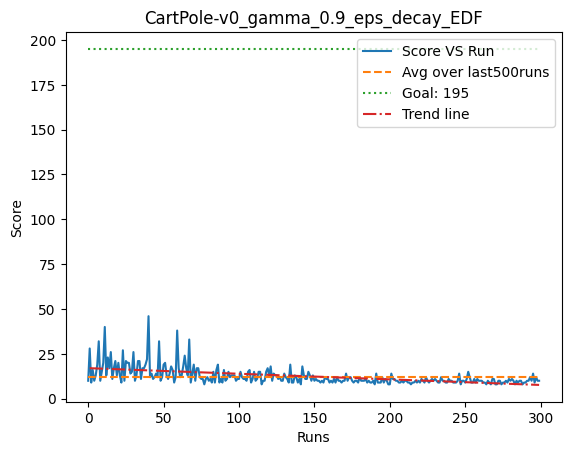 CartPole-v0_gamma_0.9_eps_decay_EDF
Score VS Run
Avg over last500runs
Goal: 195
Trend line
Score
200
175
150
125
100
75
50
25
0
0 50 100 150 200 250 300
Runs